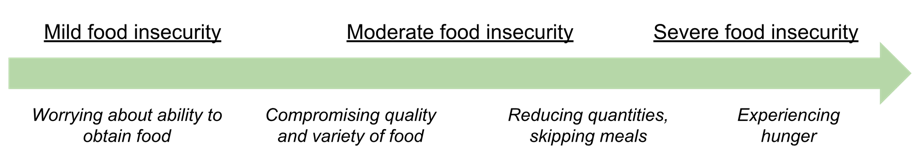 Mild food insecurity
Moderate food insecurity
Severe food insecurity
Worrying about ability to
obtain food
Compromising quality
and variety of food
Reducing quantities,
skipping meals
Experiencing
hunger